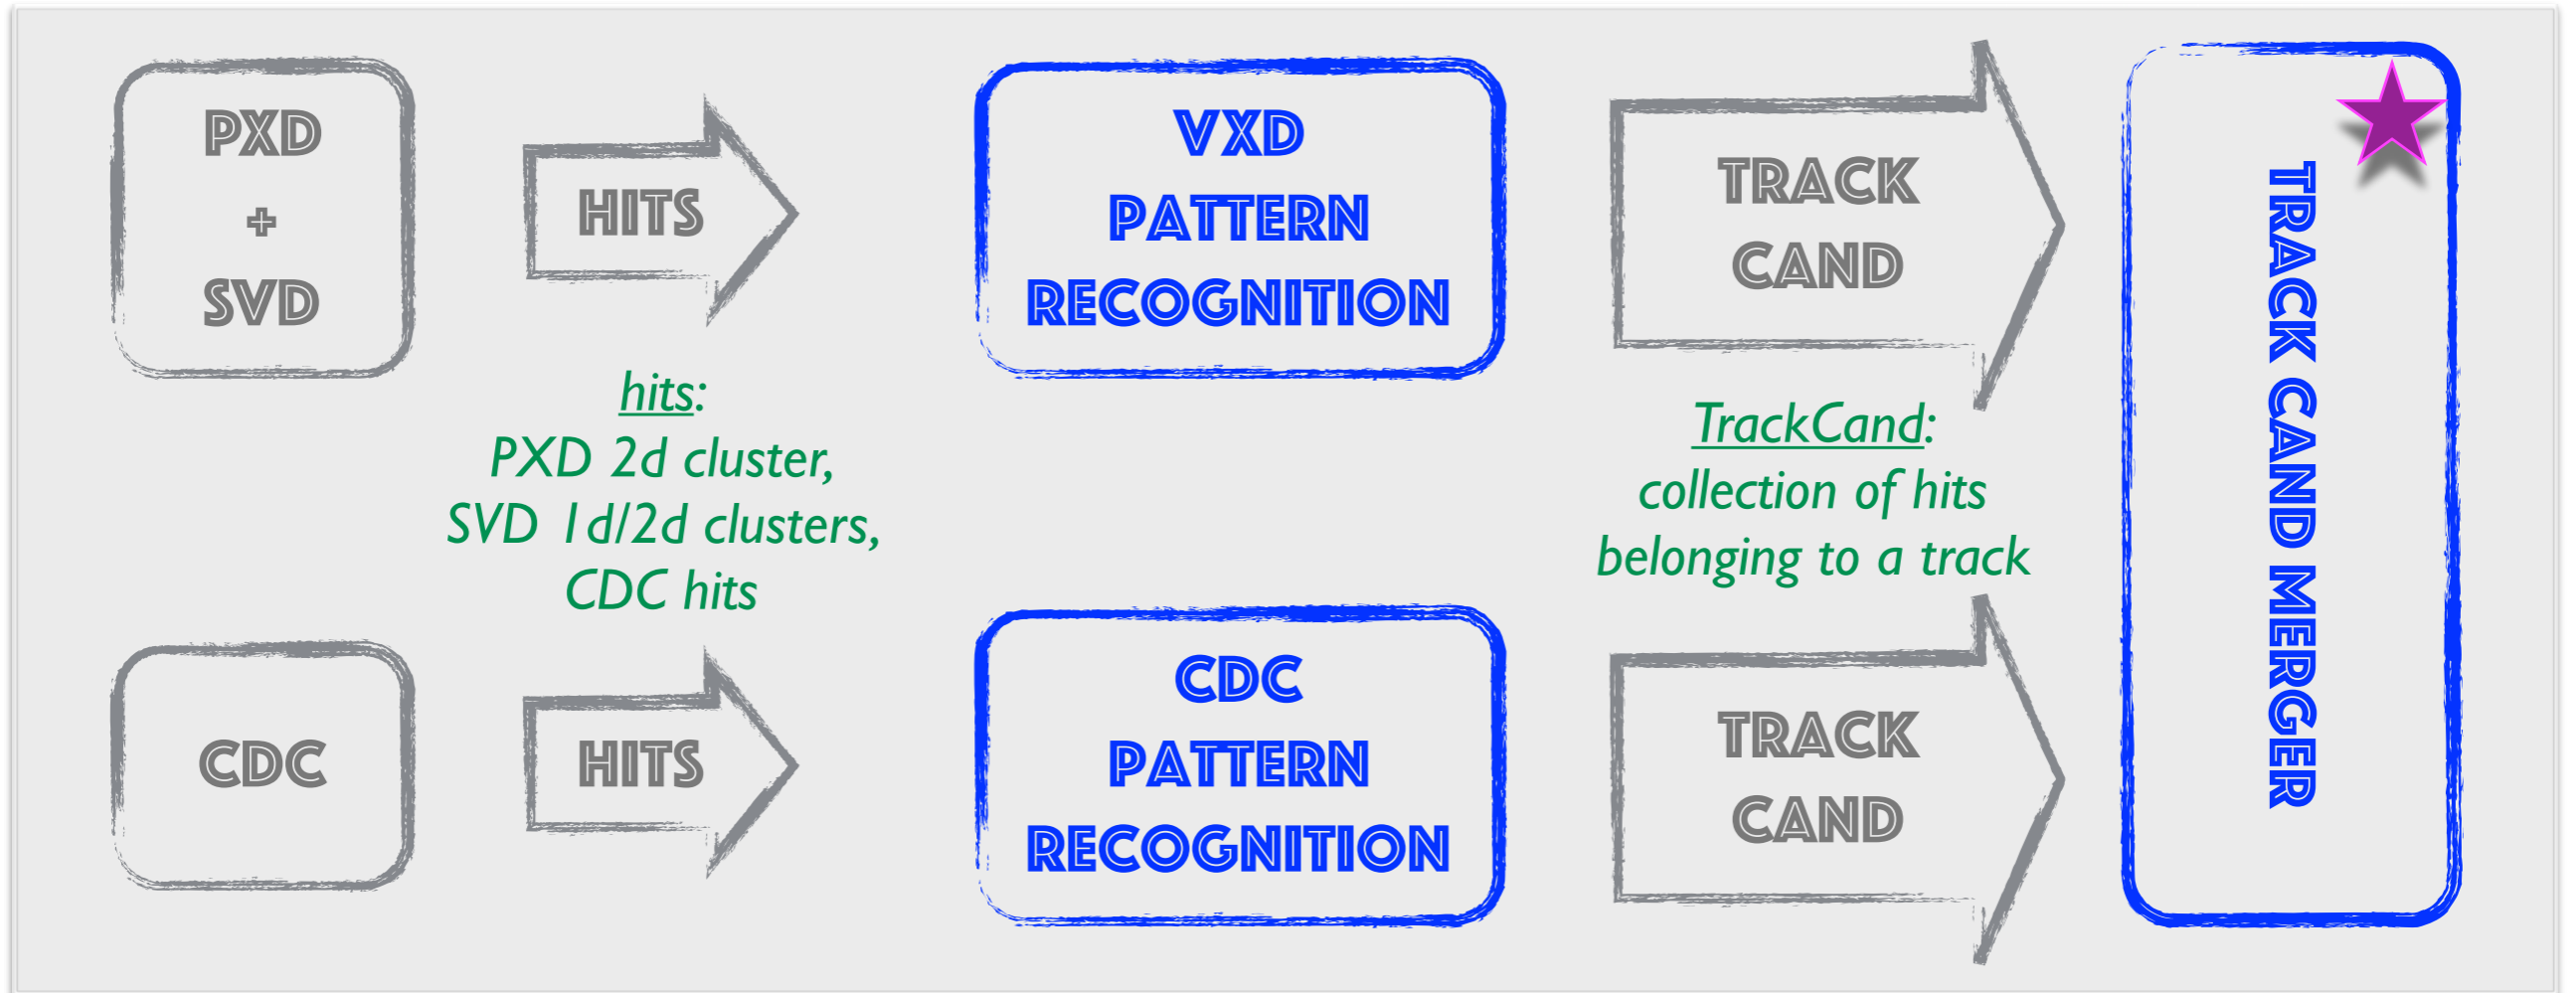 PXD
+
SVD
HITS
VXD
PATTERN
RECOGNITION
TRACK
CAND
TRACK CAND MERGER
hits:
PXD 2d cluster,
SVD 1d/2d clusters,
CDC hits
TrackCand:
collection of hits
belonging to a track
CDC
HITS
CDC
PATTERN
RECOGNITION
TRACK
CAND